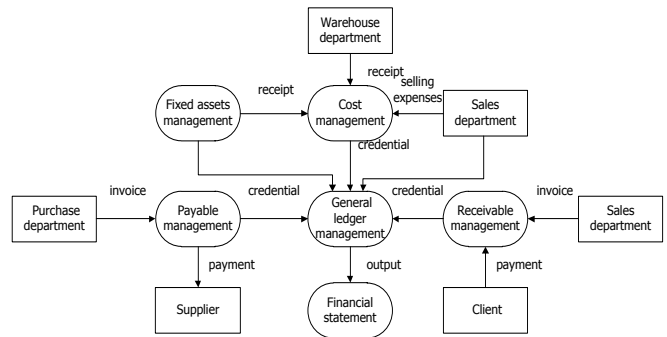 Warehouse
department
receipt
selling
expenses
receipt
Fixed assets
management
Cost
management
Sales
department
credential
invoice
credential
credential
invoice
Purchase
department
Payable
management
General
ledger
management
Receivable
management
Sales
department
payment
output
payment
Supplier
Financial
statement
Client